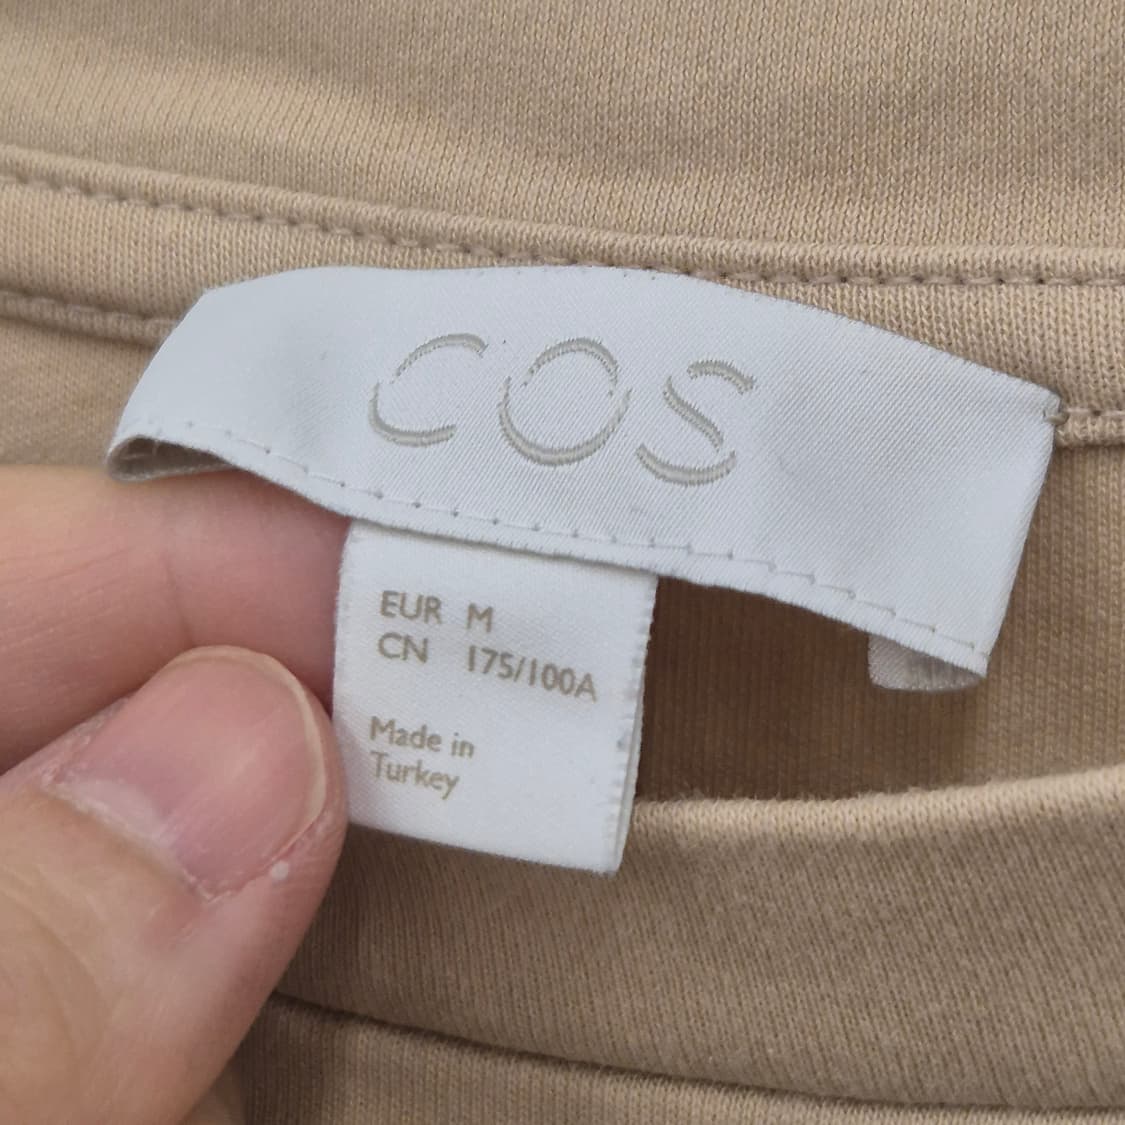 COS
EUR M
CN 175/100A
Made in
Turkey